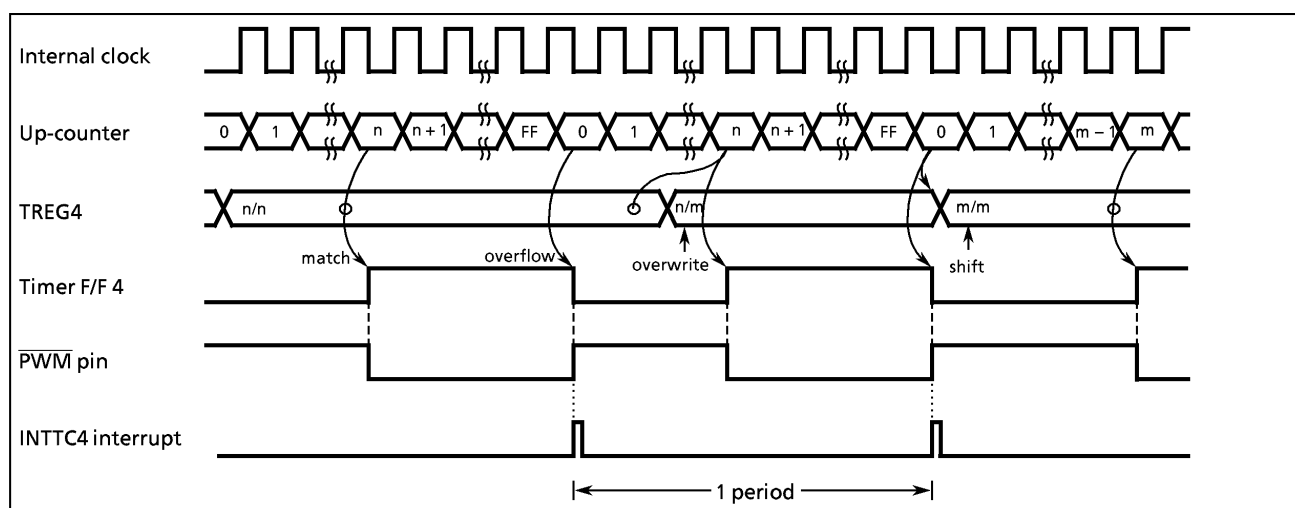 Internal clock
Up-counter
0 1 n n + 1 FF 0 1 n n + 1 FF 0 1 m – 1 m
TREG4
n/n n/m m/m
match overflow overwrite shift
Timer F/F 4
PWM pin
INTTC4 interrupt
1 period